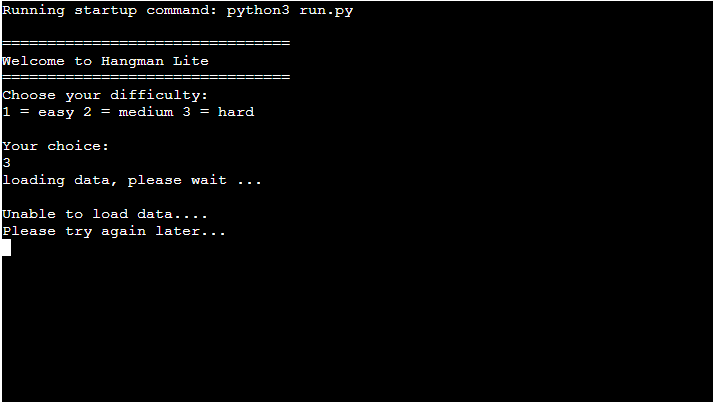 Running startup command: python3 run.py
================================
Welcome to Hangman Lite
================================
Choose your difficulty:
1 = easy 2 = medium 3 = hard
Your choice:
3
loading data, please wait ...
Unable to load data....
Please try again later...